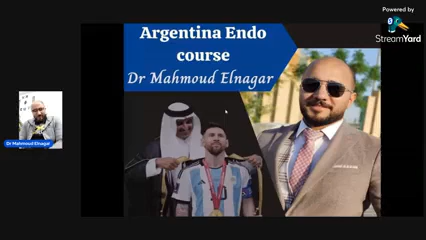 Powered by
StreamYard
Argentina Endo
course
Dr Mahmoud Elnagar
Dr Mahmoud Elnagar